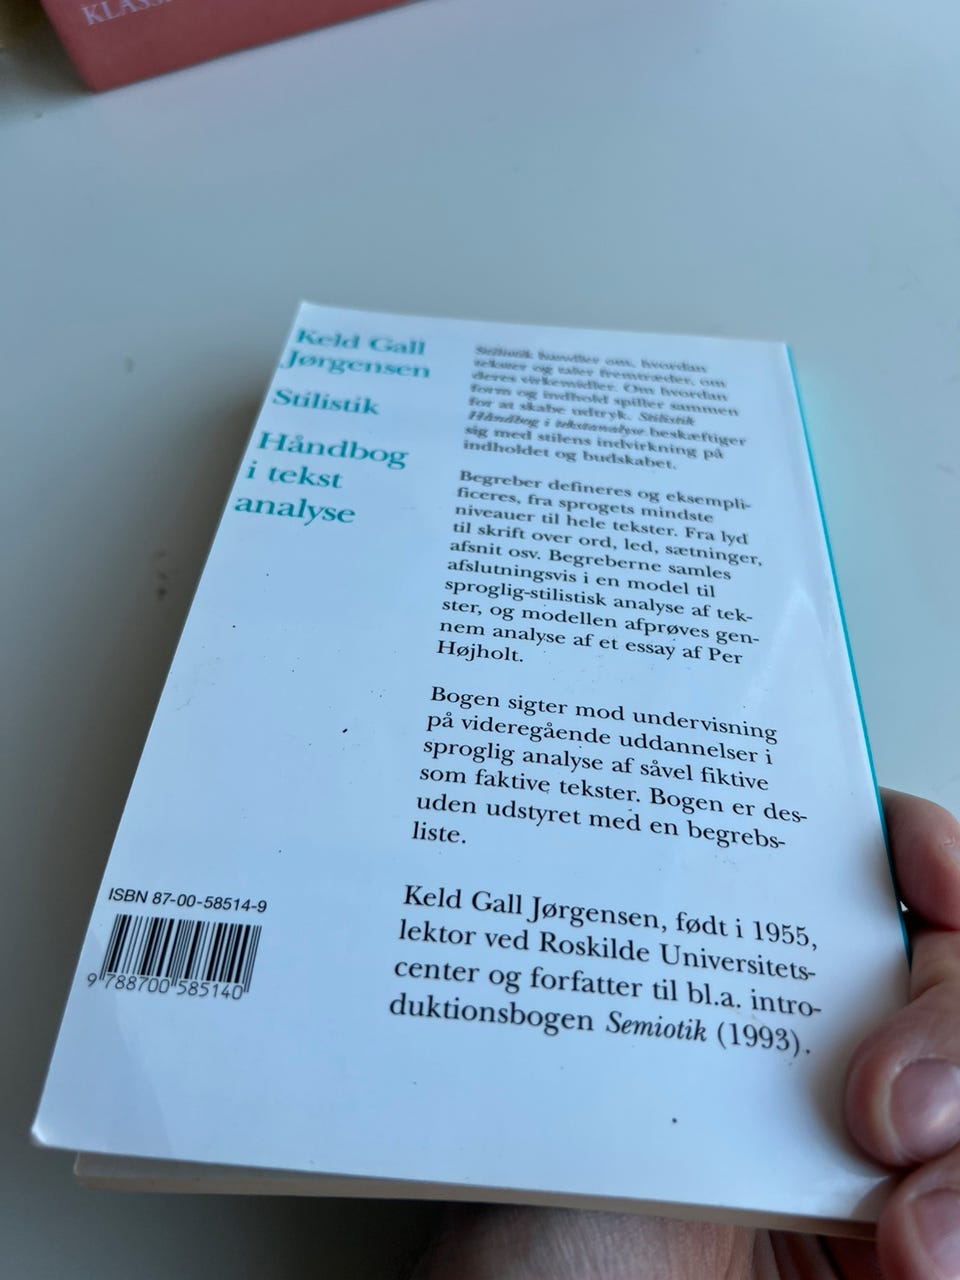 KLASS
Keld Gall
Jørgensen
Stilistik
Håndbog
i tekst
analyse
Stilistik handler om, hvordan
tekster og taler fremtræder, om
deres virkemidler. Om hvordan
form og indhold spiller sammen
for at skabe udtryk. Stilistik
Håndbog i tekstanalyse beskæftiger
sig med stilens indvirkning på
indholdet og budskabet.
Begreber defineres og eksempli-
ficeres, fra sprogets mindste
niveauer til hele tekster. Fra lyd
til skrift over ord, led, sætninger,
afsnit osv. Begreberne samles
afslutningsvis i en model til
sproglig-stilistisk analyse af tek-
ster, og modellen afprøves gen-
nem analyse af et essay af Per
Højholt.
Bogen sigter mod undervisning
på videregående uddannelser i
sproglig analyse af såvel fiktive
som faktive tekster. Bogen er des-
uden udstyret med en begrebs-
liste.
Keld Gall Jørgensen, født i 1955,
lektor ved Roskilde Universitets-
center og forfatter til bl.a. intro-
duktionsbogen Semiotik (1993).
ISBN 87-00-58514-9
9 788700 585140